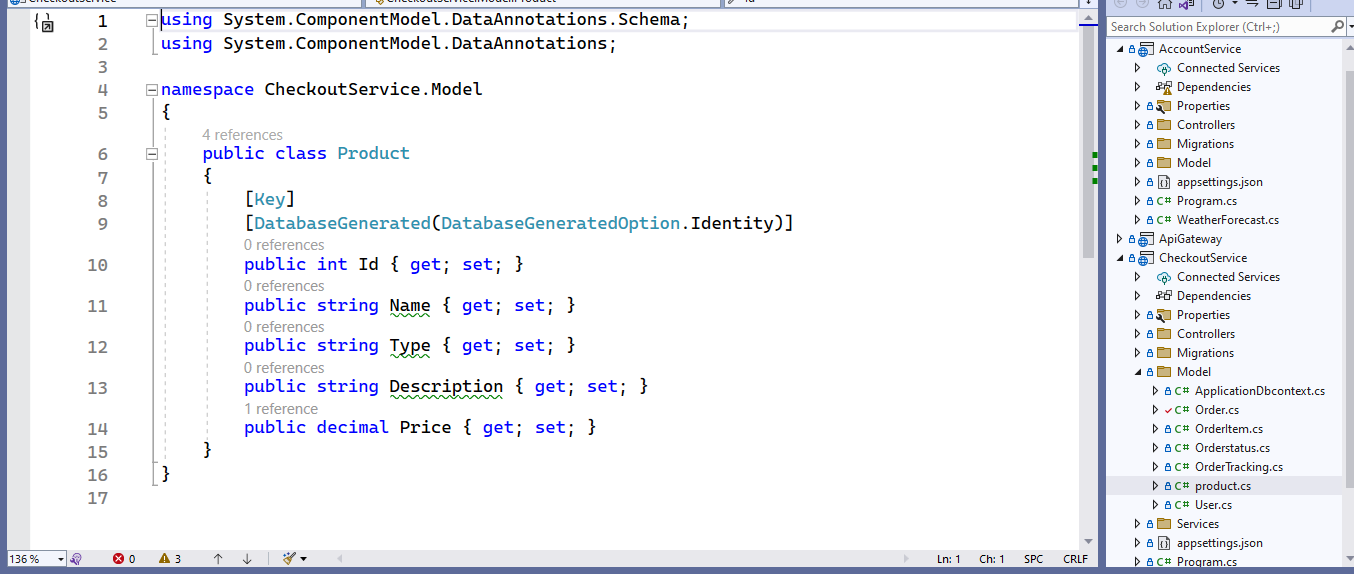 1 using System.ComponentModel.DataAnnotations.Schema;
2 using System.ComponentModel.DataAnnotations;
3
4 namespace CheckoutService.Model
5 {
4 references
6 public class Product
7 {
8 [Key]
9 [DatabaseGenerated(DatabaseGeneratedOption.Identity)]
0 references
10 public int Id { get; set; }
0 references
11 public string Name { get; set; }
0 references
12 public string Type { get; set; }
0 references
13 public string Description { get; set; }
1 reference
14 public decimal Price { get; set; }
15 }
16 }
17
136 % 0 3 Ln: 1 Ch: 1 SPC CRLF
Search Solution Explorer (Ctrl+;)
AccountService
Connected Services
Dependencies
Properties
Controllers
Migrations
Model
appsettings.json
C# Program.cs
C# WeatherForecast.cs
ApiGateway
CheckoutService
Connected Services
Dependencies
Properties
Controllers
Migrations
Model
C# ApplicationDbcontext.cs
C# Order.cs
C# OrderItem.cs
C# Orderstatus.cs
C# OrderTracking.cs
C# product.cs
C# User.cs
Services
appsettings.json
C# Program.cs